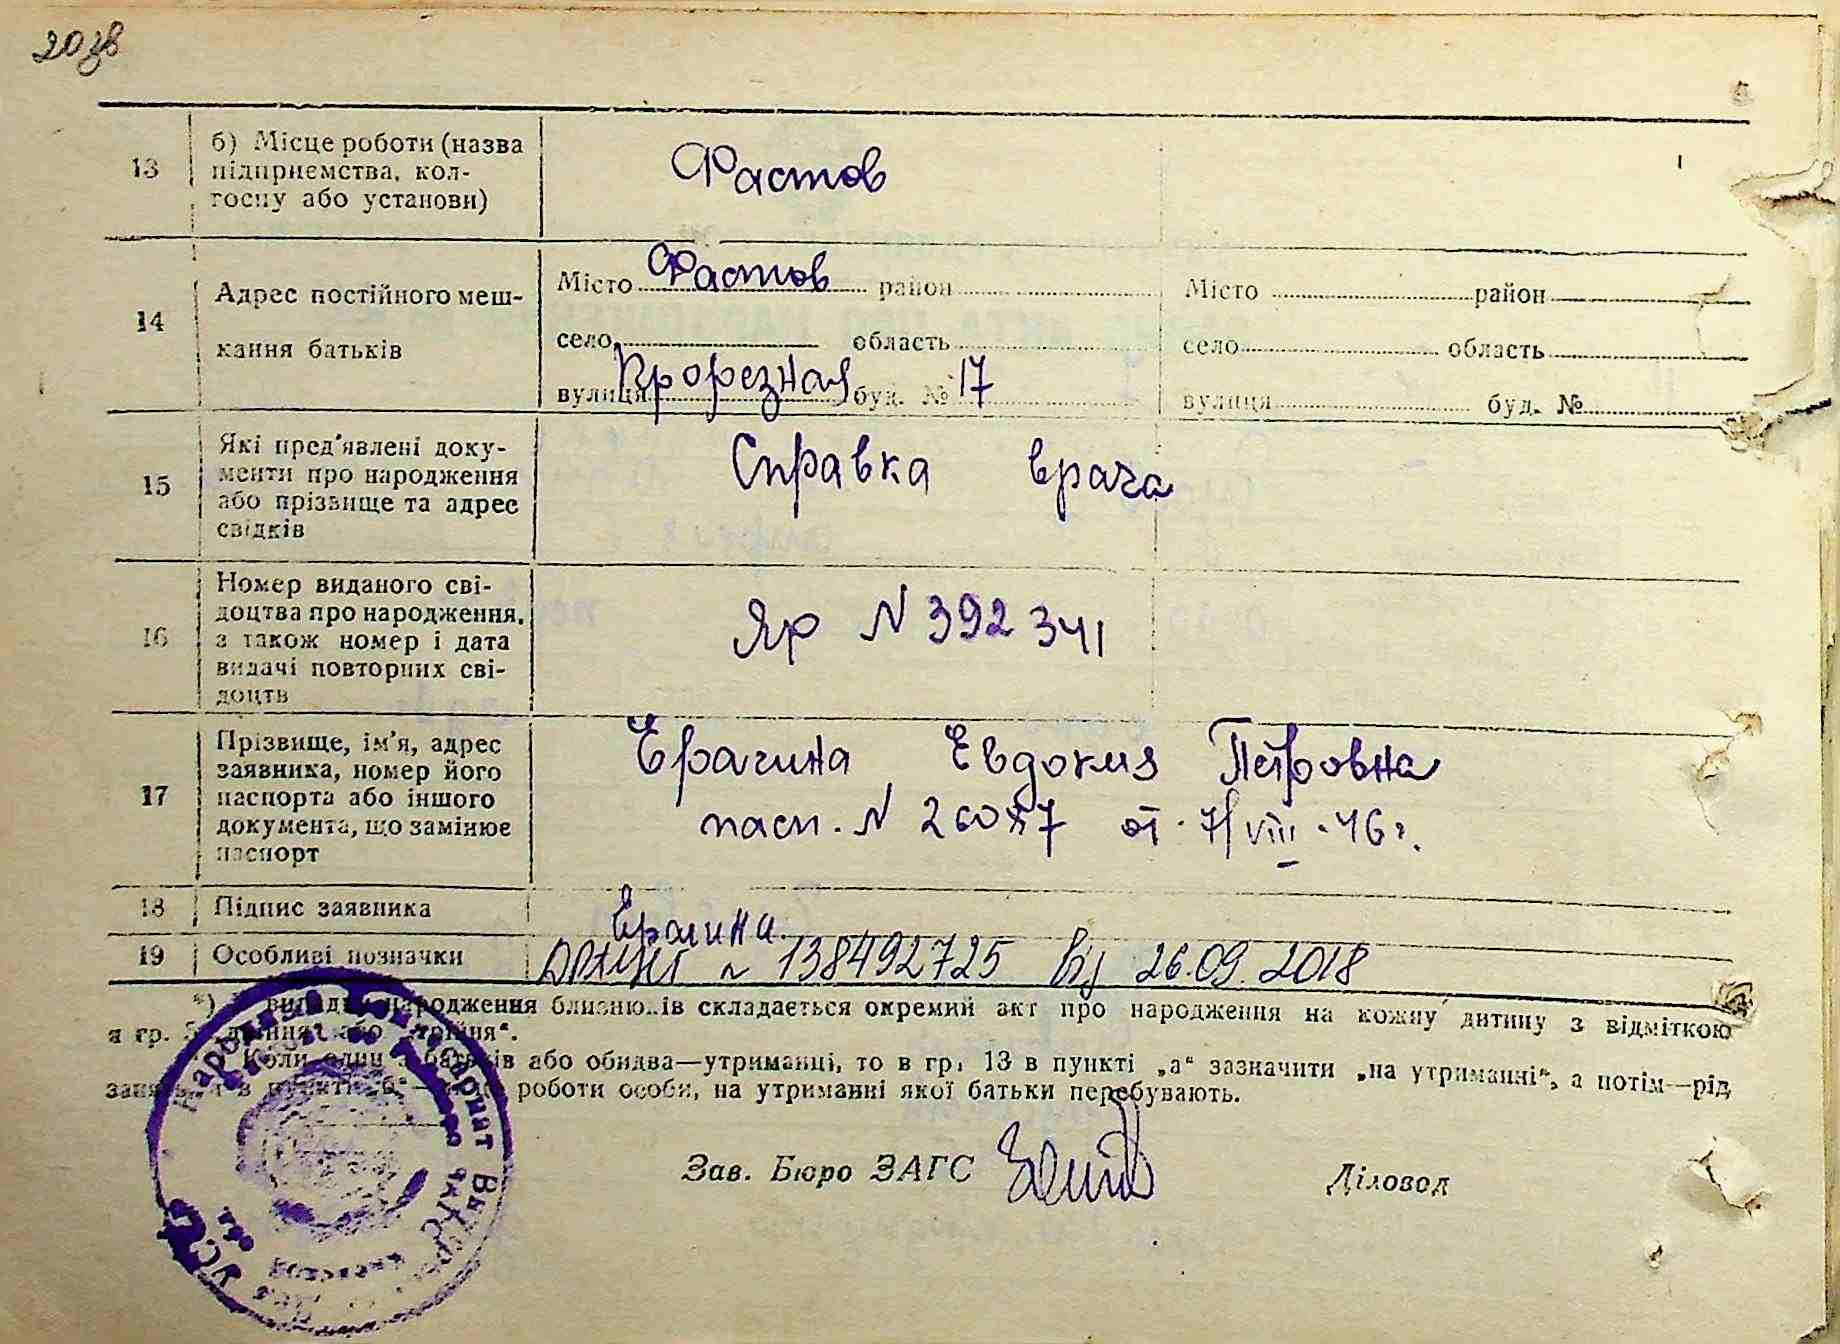 13
б) Місце роботи (назва
підприємства, кол-
госпу або установи)
Фастов
14
Адрес постійного меш-
кання батьків
Місто Фастов район
село область
вулиця Прорезная буд. № 17
Місто район
село область
вулиця буд. №
15
Які пред'явлені доку-
менти про народження
або прізвище та адрес
свідків
Справка врача
16
Номер виданого сві-
доцтва про народження,
а також номер і дата
видачі повторних сві-
доцтв
Яр N 392341
17
Прізвище, ім'я, адрес
заявника, номер його
паспорта або іншого
документа, що замінює
паспорт
Ерагина Евдокия Петровна
пасп. N от 7/VIII.46 г.
18
Підпис заявника
Ерагина
19
Особливі позначки
N 138492725 від 26.09.2018
*) випадку народження близнюків складається окремий акт про народження на кожну дитину з відміткою
в гр. 5 або „трійня“.
Коли один з батьків або обидва—утриманці, то в гр. 13 в пункті „а“ зазначити „на утриманні“, а потім—рід
занять, а в пункті „б“ роботи особи, на утриманні якої батьки перебувають.
Зав. Бюро ЗАГС
Діловод